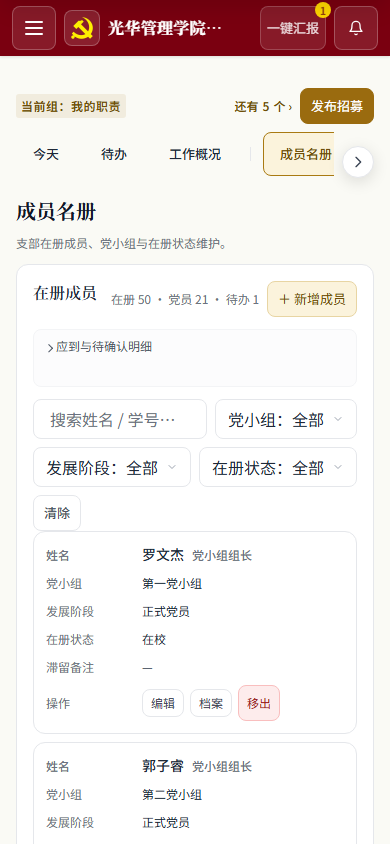 光华管理学院…
一键汇报
1
当前组：我的职责
还有 5 个 ›
发布招募
今天
待办
工作概况
成员名册
成员名册
支部在册成员、党小组与在册状态维护。
在册成员
在册 50 · 党员 21 · 待办 1
+ 新增成员
应到与待确认明细
搜索姓名 / 学号…
党小组：全部
发展阶段：全部
在册状态：全部
清除
姓名 罗文杰 党小组组长
党小组 第一党小组
发展阶段 正式党员
在册状态 在校
滞留备注 —
操作 编辑 档案 移出
姓名 郭子睿 党小组组长
党小组 第二党小组
发展阶段 正式党员